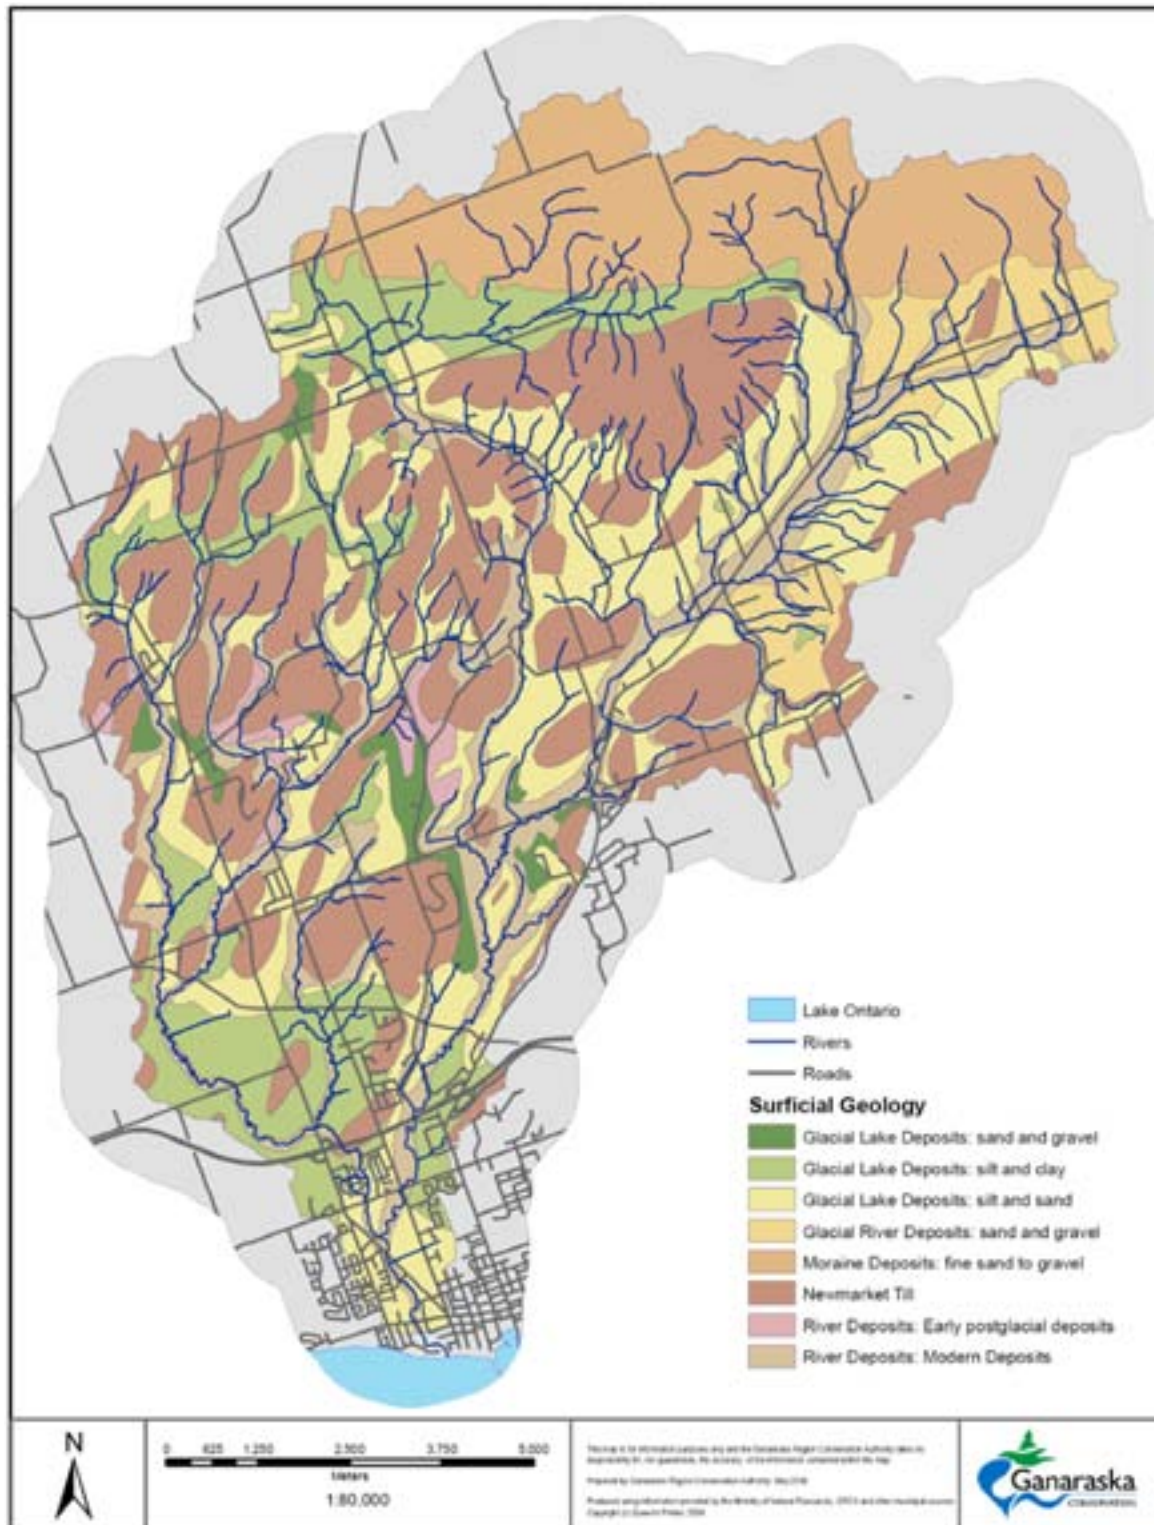 Lake Ontario
Rivers
Roads
Surficial Geology
Glacial Lake Deposits: sand and gravel
Glacial Lake Deposits: silt and clay
Glacial Lake Deposits: silt and sand
Glacial River Deposits: sand and gravel
Moraine Deposits: fine sand to gravel
Newmarket Till
River Deposits: Early postglacial deposits
River Deposits: Modern Deposits
N
0 625 1,250 2,500 3,750 5,000
Meters
1:80,000
Ganaraska
CONSERVATION